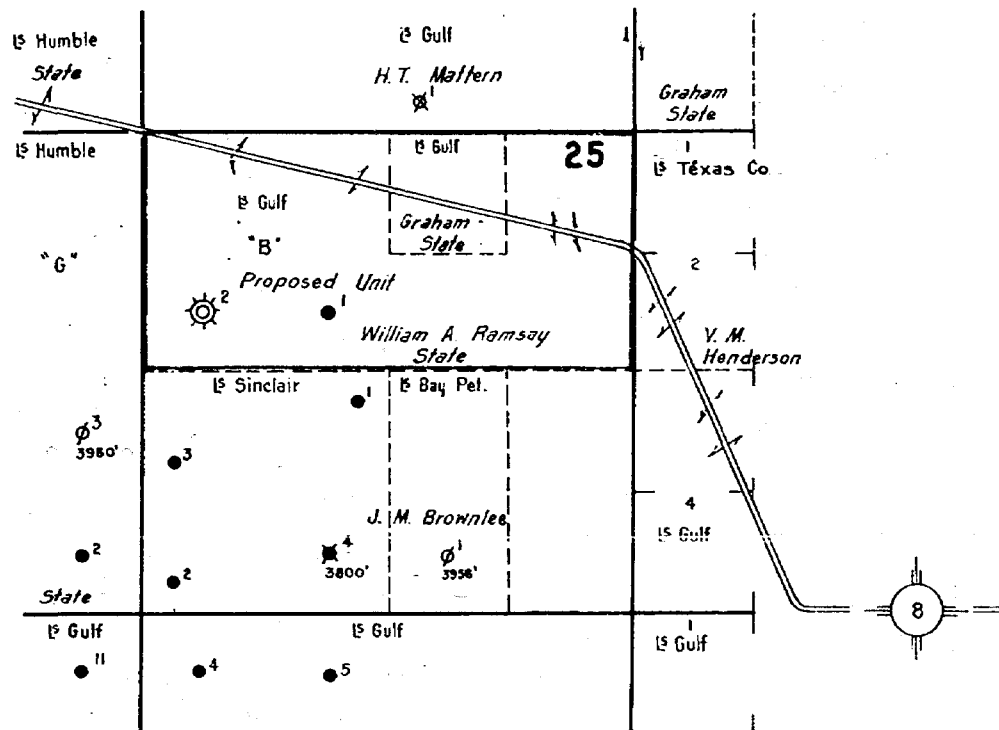 Ls Humble
Ls Gulf
1
State
H. T. Mattern
1
Graham
State
Ls Humble
Ls Gulf
25
Ls Texas Co
Ls Gulf
Graham
State
"B"
"G"
2
Proposed Unit
2
1
William A. Ramsay
State
V. M.
Henderson
Ls Sinclair
Ls Bay Pet.
1
3
3980'
3
4
J. M. Brownlee
Ls Gulf
4
3800'
1
3956'
2
2
State
8
Ls Gulf
Ls Gulf
Ls Gulf
11
4
5